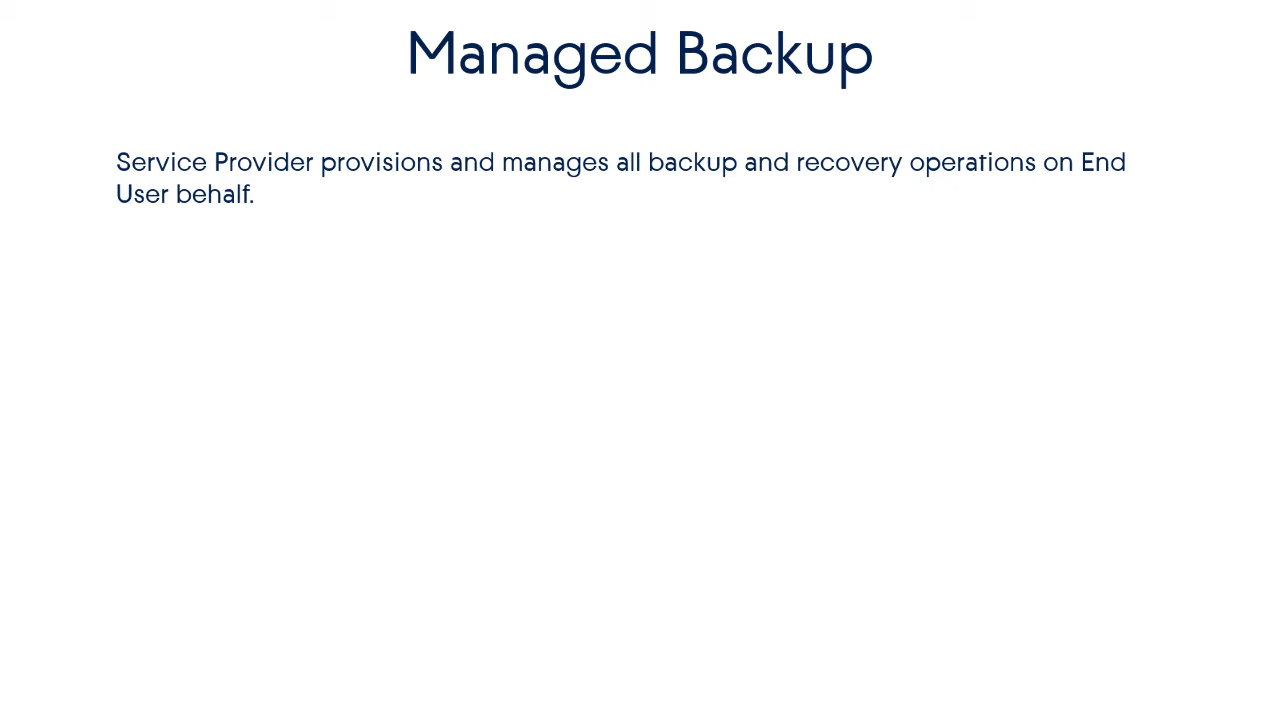 Managed Backup
Service Provider provisions and manages all backup and recovery operations on End
User behalf.